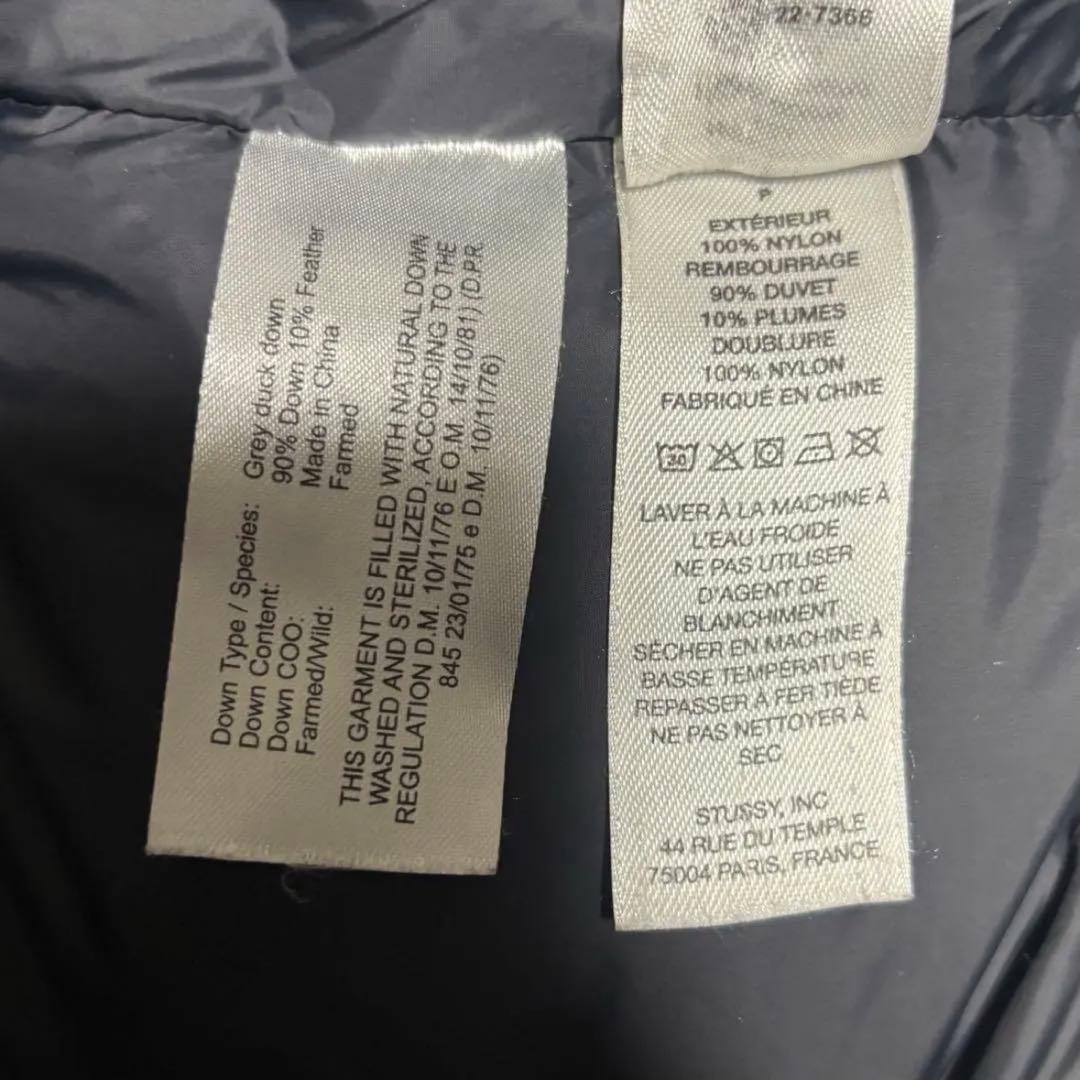 22-7366
Down Type / Species: Grey duck down
Down Content: 90% Down 10% Feather
Down COO: Made in China
Farmed/Wild: Farmed
THIS GARMENT IS FILLED WITH NATURAL DOWN
WASHED AND STERILIZED, ACCORDING TO THE
REGULATION D.M. 10/11/76 E O.M. 14/10/81) (D.P.R
845 23/01/75 e D.M. 10/11/76)
P
EXTÉRIEUR
100% NYLON
REMBOURRAGE
90% DUVET
10% PLUMES
DOUBLURE
100% NYLON
FABRIQUÉ EN CHINE
30
LAVER À LA MACHINE À
L'EAU FROIDE
NE PAS UTILISER
D'AGENT DE
BLANCHIMENT
SÉCHER EN MACHINE À
BASSE TEMPÉRATURE
REPASSER À FER TIÈDE
NE PAS NETTOYER À
SEC
STUSSY, INC
44 RUE DU TEMPLE
75004 PARIS, FRANCE